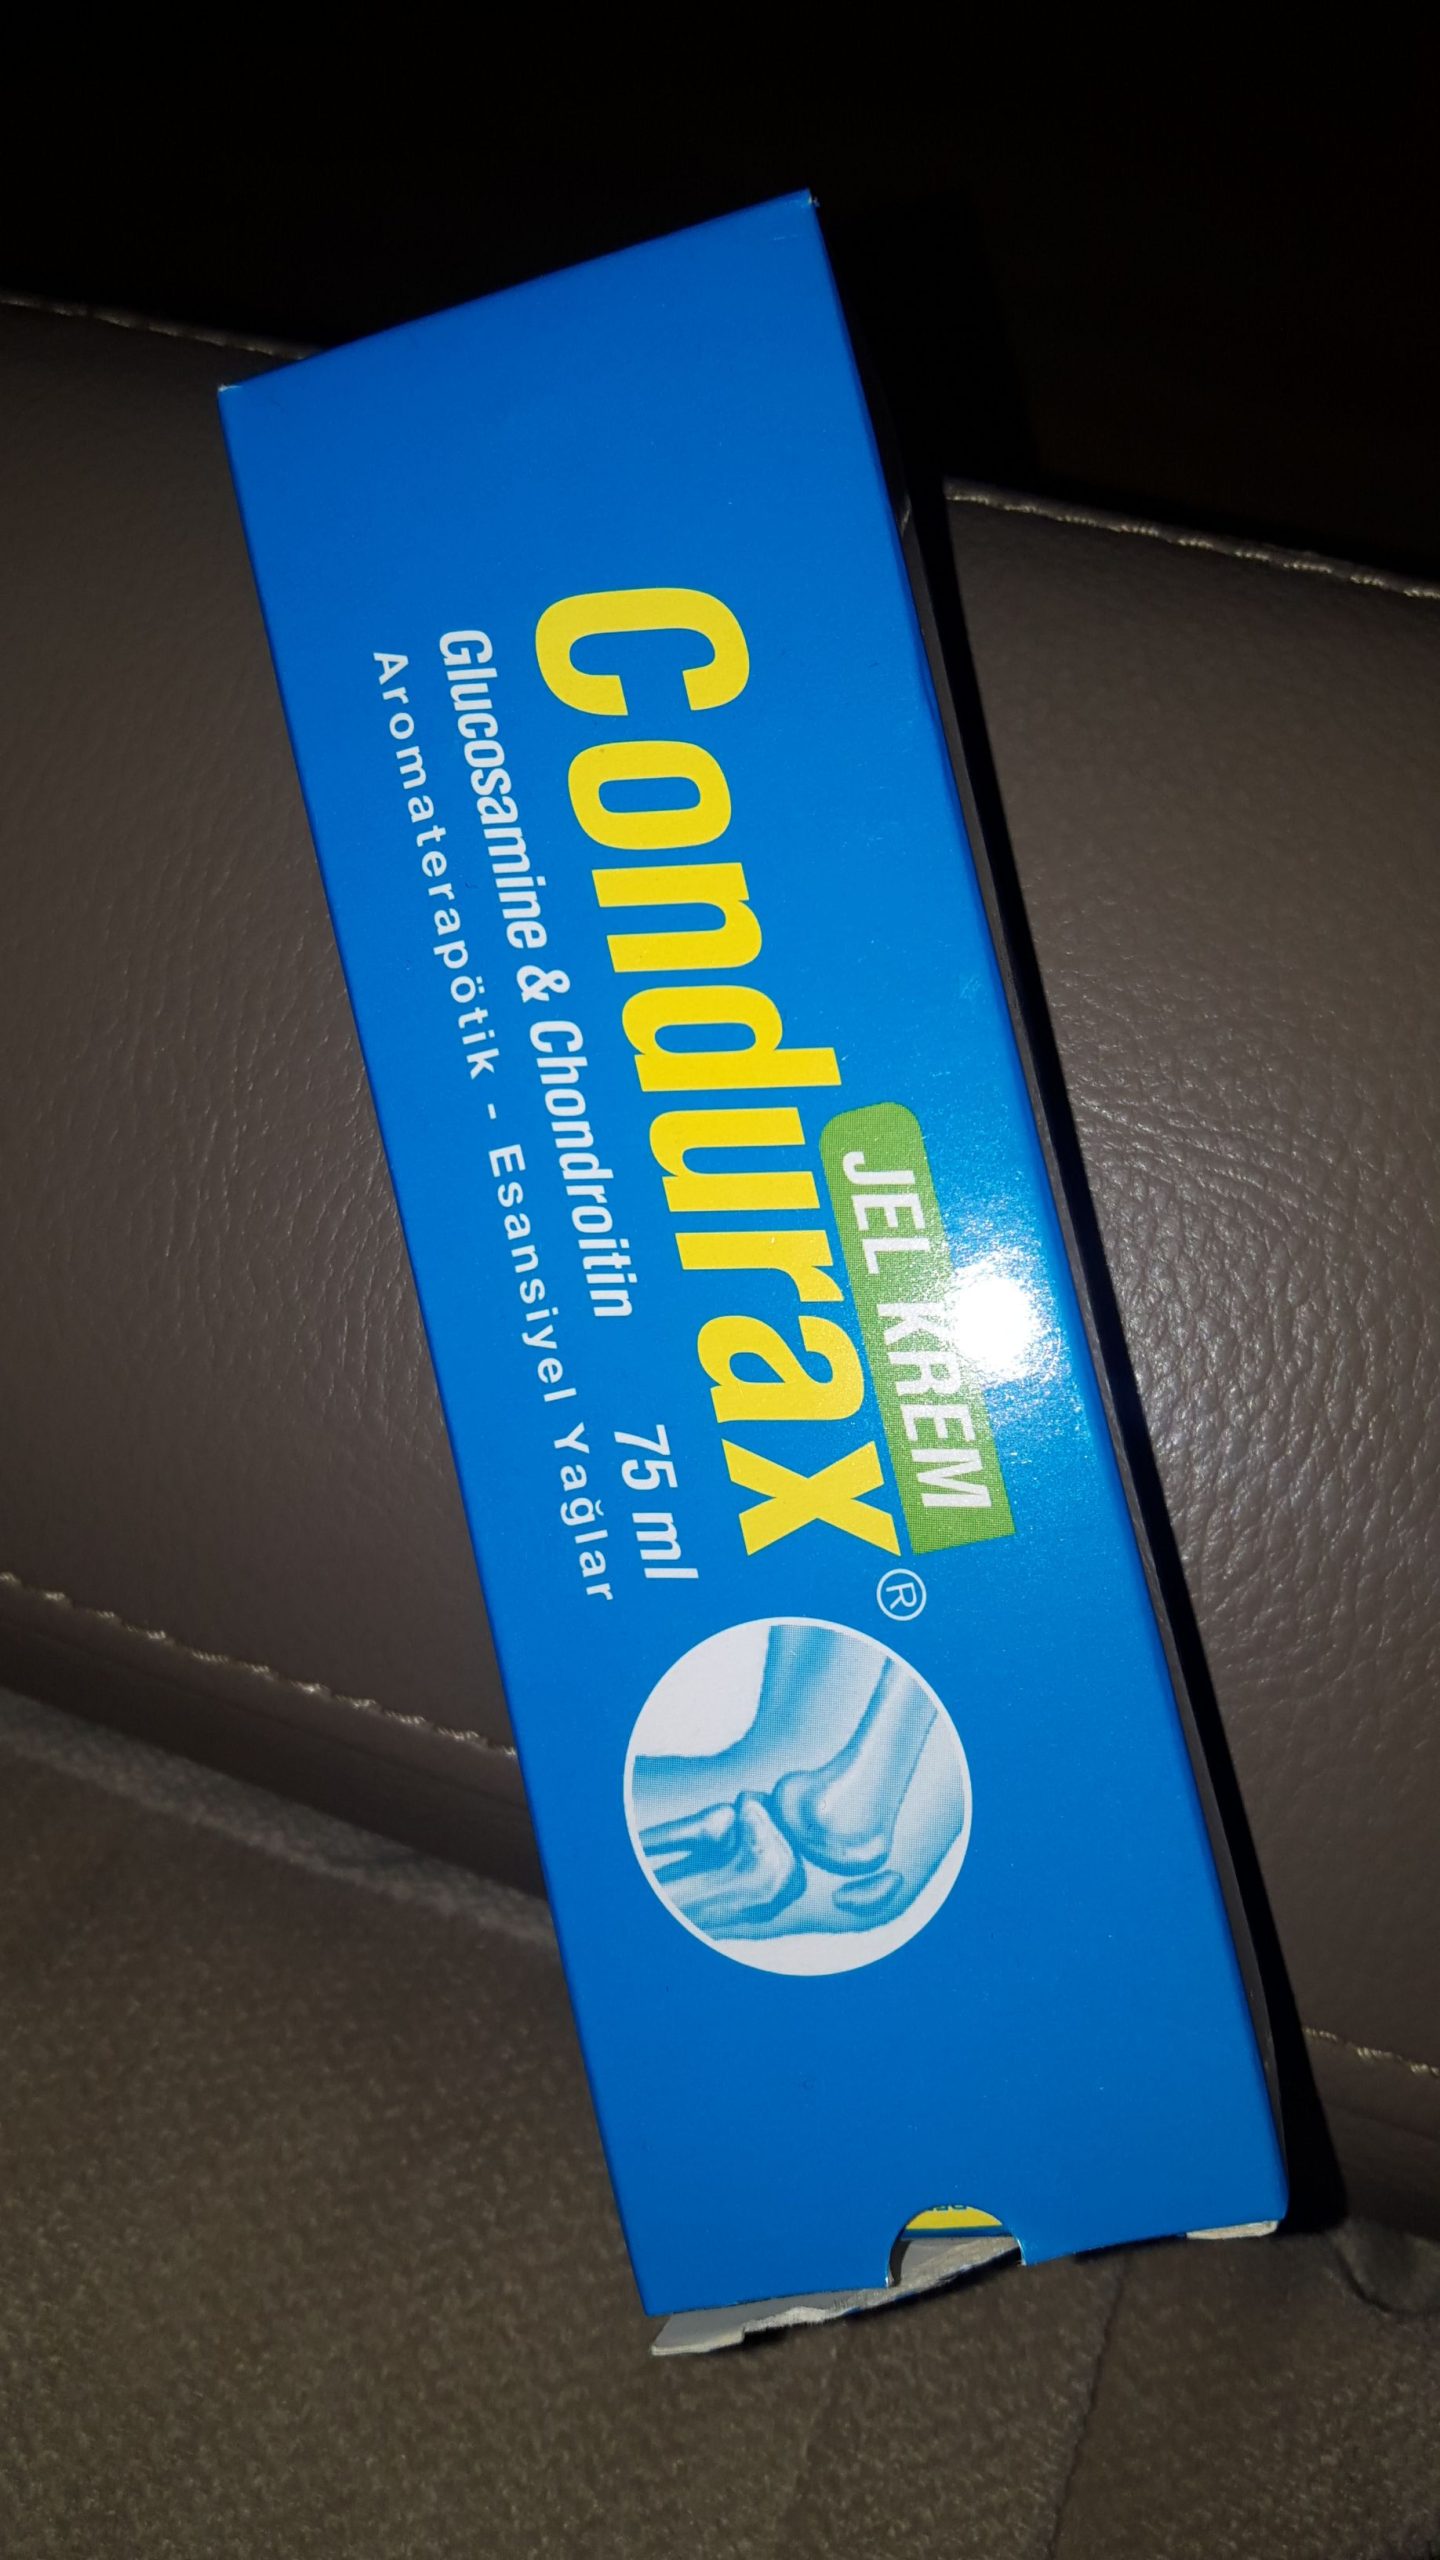 JEL KREM
Condurax®
Glucosamine & Chondroitin 75 ml
Aromaterapötik - Esansiyel Yağlar